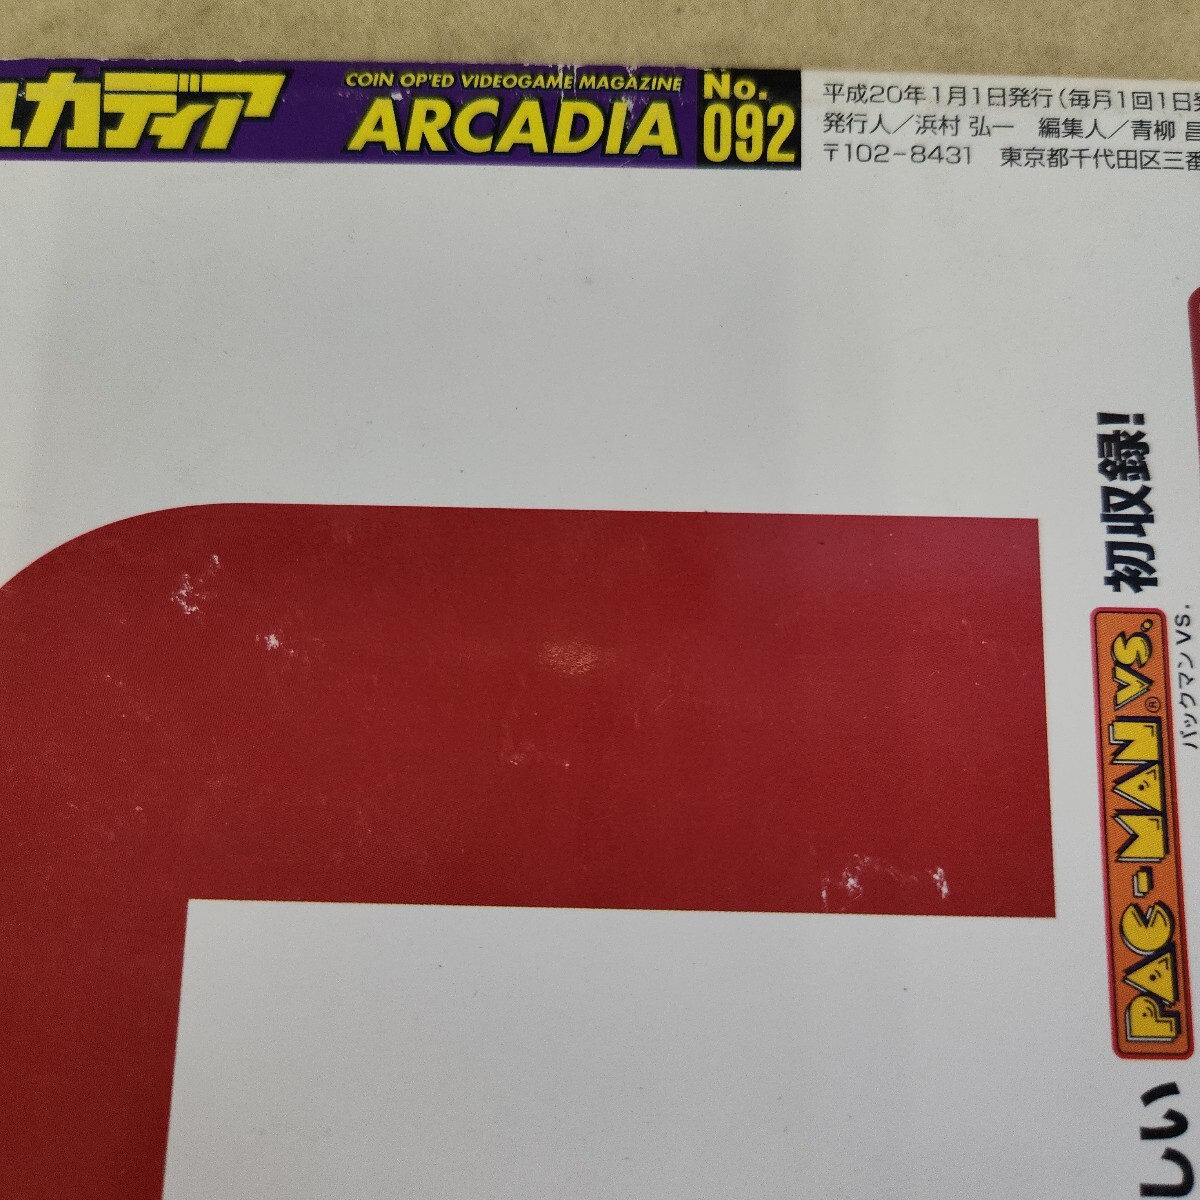 ルカディア
COIN OP'ED VIDEOGAME MAGAZINE
ARCADIA
No.
092
平成20年1月1日発行(毎月1回1日発
発行人/浜村 弘一 編集人/青柳 昌
〒102-8431 東京都千代田区三番
初収録!
PAC-MAN® VS.
パックマン VS.
しい